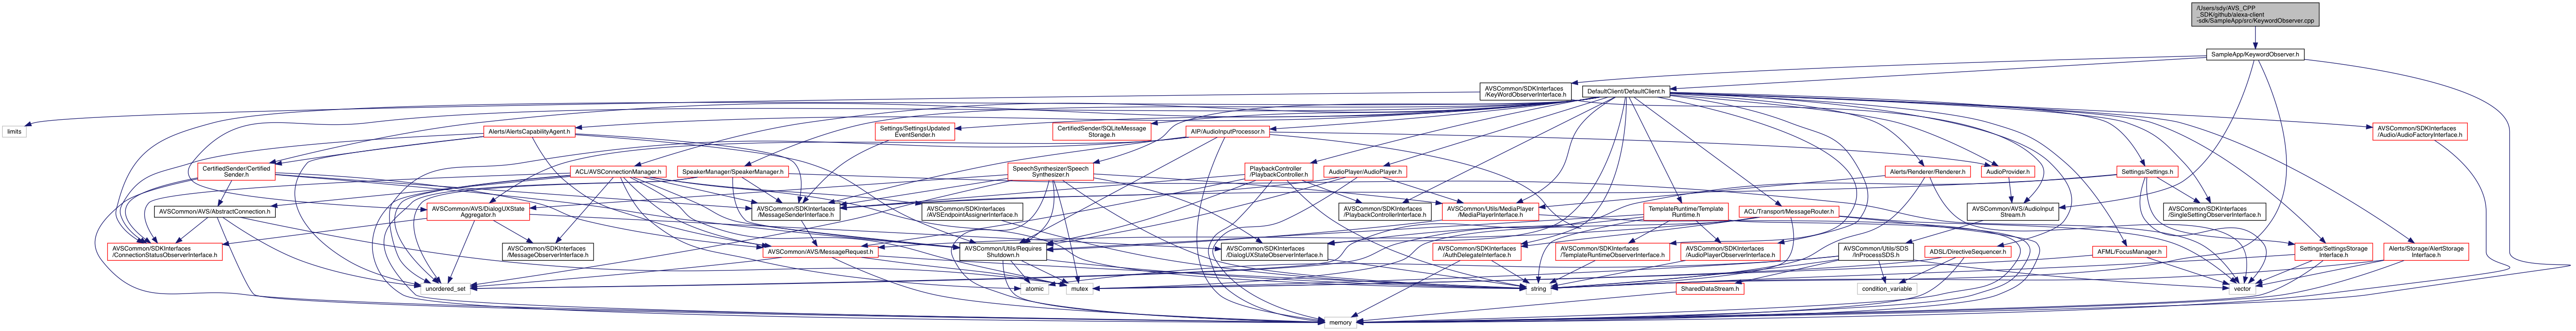 /Users/sdy/AVS_CPP
_SDK/github/alexa-client
-sdk/SampleApp/src/KeywordObserver.cpp
SampleApp/KeywordObserver.h
AVSCommon/SDKInterfaces
/KeyWordObserverInterface.h
DefaultClient/DefaultClient.h
limits
Alerts/AlertsCapabilityAgent.h
Settings/SettingsUpdated
EventSender.h
CertifiedSender/SQLiteMessage
Storage.h
AIP/AudioInputProcessor.h
AVSCommon/SDKInterfaces
/Audio/AudioFactoryInterface.h
CertifiedSender/Certified
Sender.h
ACL/AVSConnectionManager.h
SpeakerManager/SpeakerManager.h
SpeechSynthesizer/Speech
Synthesizer.h
PlaybackController
/PlaybackController.h
AudioPlayer/AudioPlayer.h
Alerts/Renderer/Renderer.h
AudioProvider.h
Settings/Settings.h
AVSCommon/AVS/AbstractConnection.h
AVSCommon/AVS/DialogUXState
Aggregator.h
AVSCommon/SDKInterfaces
/MessageSenderInterface.h
AVSCommon/SDKInterfaces
/AVSEndpointAssignerInterface.h
AVSCommon/SDKInterfaces
/PlaybackControllerInterface.h
AVSCommon/Utils/MediaPlayer
/MediaPlayerInterface.h
TemplateRuntime/Template
Runtime.h
ACL/Transport/MessageRouter.h
AVSCommon/AVS/AudioInput
Stream.h
AVSCommon/SDKInterfaces
/SingleSettingObserverInterface.h
AVSCommon/SDKInterfaces
/ConnectionStatusObserverInterface.h
AVSCommon/SDKInterfaces
/MessageObserverInterface.h
AVSCommon/AVS/MessageRequest.h
AVSCommon/Utils/Requires
Shutdown.h
AVSCommon/SDKInterfaces
/DialogUXStateObserverInterface.h
AVSCommon/SDKInterfaces
/AuthDelegateInterface.h
AVSCommon/SDKInterfaces
/TemplateRuntimeObserverInterface.h
AVSCommon/SDKInterfaces
/AudioPlayerObserverInterface.h
AVSCommon/Utils/SDS
/InProcessSDS.h
ADSL/DirectiveSequencer.h
AFML/FocusManager.h
Settings/SettingsStorage
Interface.h
Alerts/Storage/AlertStorage
Interface.h
unordered_set
atomic
mutex
string
SharedDataStream.h
condition_variable
vector
memory